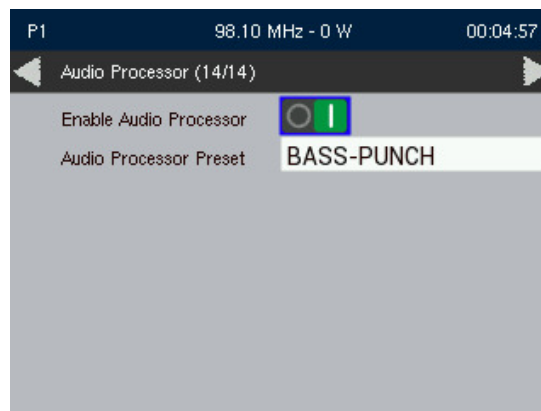 P1 98.10 MHz - 0 W 00:04:57
Audio Processor (14/14)
Enable Audio Processor
Audio Processor Preset BASS-PUNCH